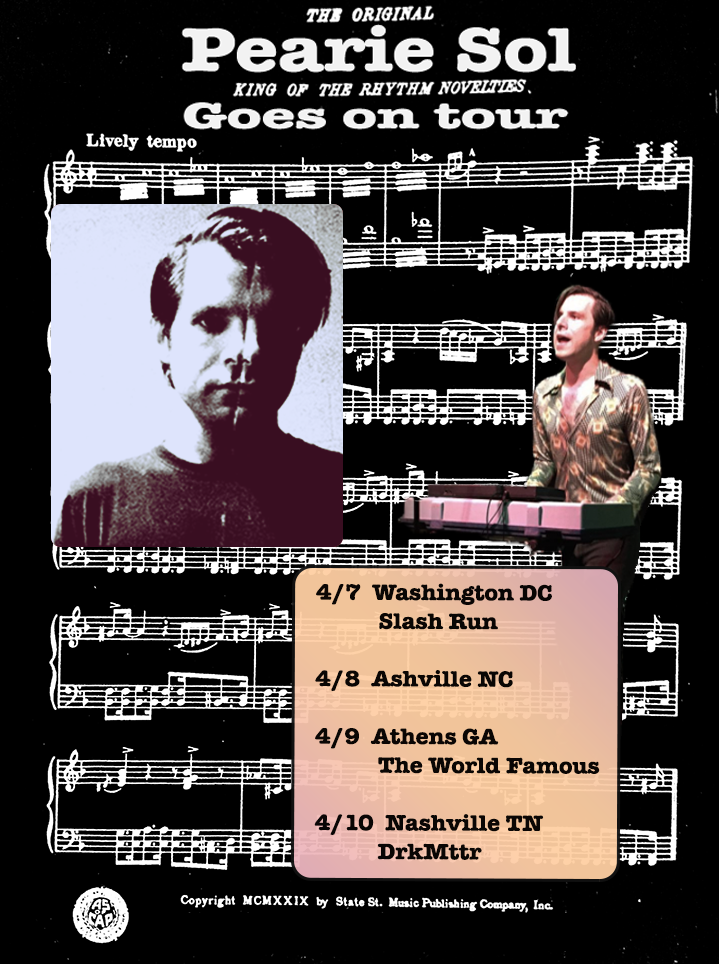 THE ORIGINAL
Pearie Sol
KING OF THE RHYTHM NOVELTIES.
Goes on tour
Lively tempo
4/7 Washington DC
Slash Run
4/8 Ashville NC
4/9 Athens GA
The World Famous
4/10 Nashville TN
DrkMttr
AS
CAP
Copyright MCMXXIX by State St. Music Publishing Company, Inc.